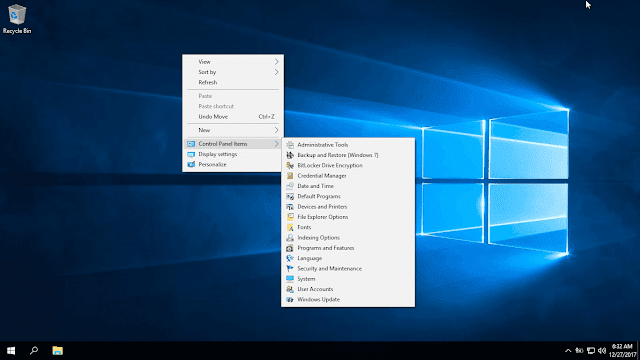 Recycle Bin
View
Sort by
Refresh
Paste
Paste shortcut
Undo Move Ctrl+Z
New
Control Panel Items
Display settings
Personalize
Administrative Tools
Backup and Restore (Windows 7)
BitLocker Drive Encryption
Credential Manager
Date and Time
Default Programs
Devices and Printers
File Explorer Options
Fonts
Indexing Options
Programs and Features
Language
Security and Maintenance
System
User Accounts
Windows Update
6:32 AM
12/27/2017